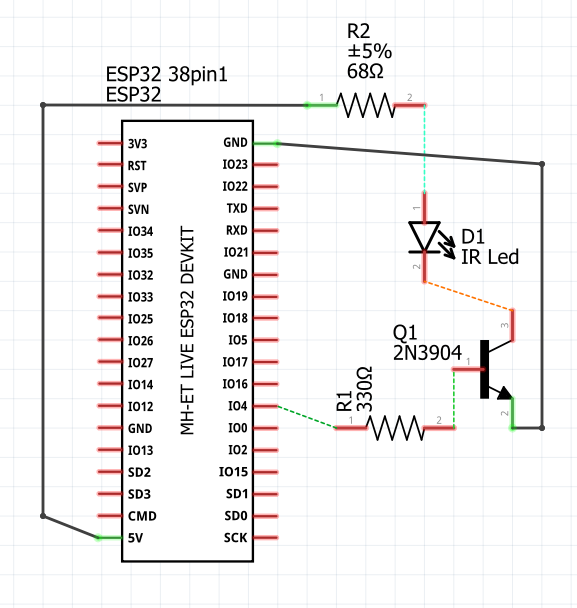 R2
±5%
68Ω
ESP32 38pin1
ESP32
1
2
3V3
GND
RST
IO23
SVP
IO22
SVN
TXD
IO34
RXD
IO35
IO21
IO32
GND
IO33
IO19
IO25
IO18
IO26
IO5
IO27
IO17
IO14
IO16
IO12
IO4
GND
IO0
IO13
IO2
SD2
IO15
SD3
SD1
CMD
SD0
5V
SCK
MH-ET LIVE ESP32 DEVKIT
1
D1
IR Led
2
Q1
2N3904
3
1
2
R1
330Ω
1
2